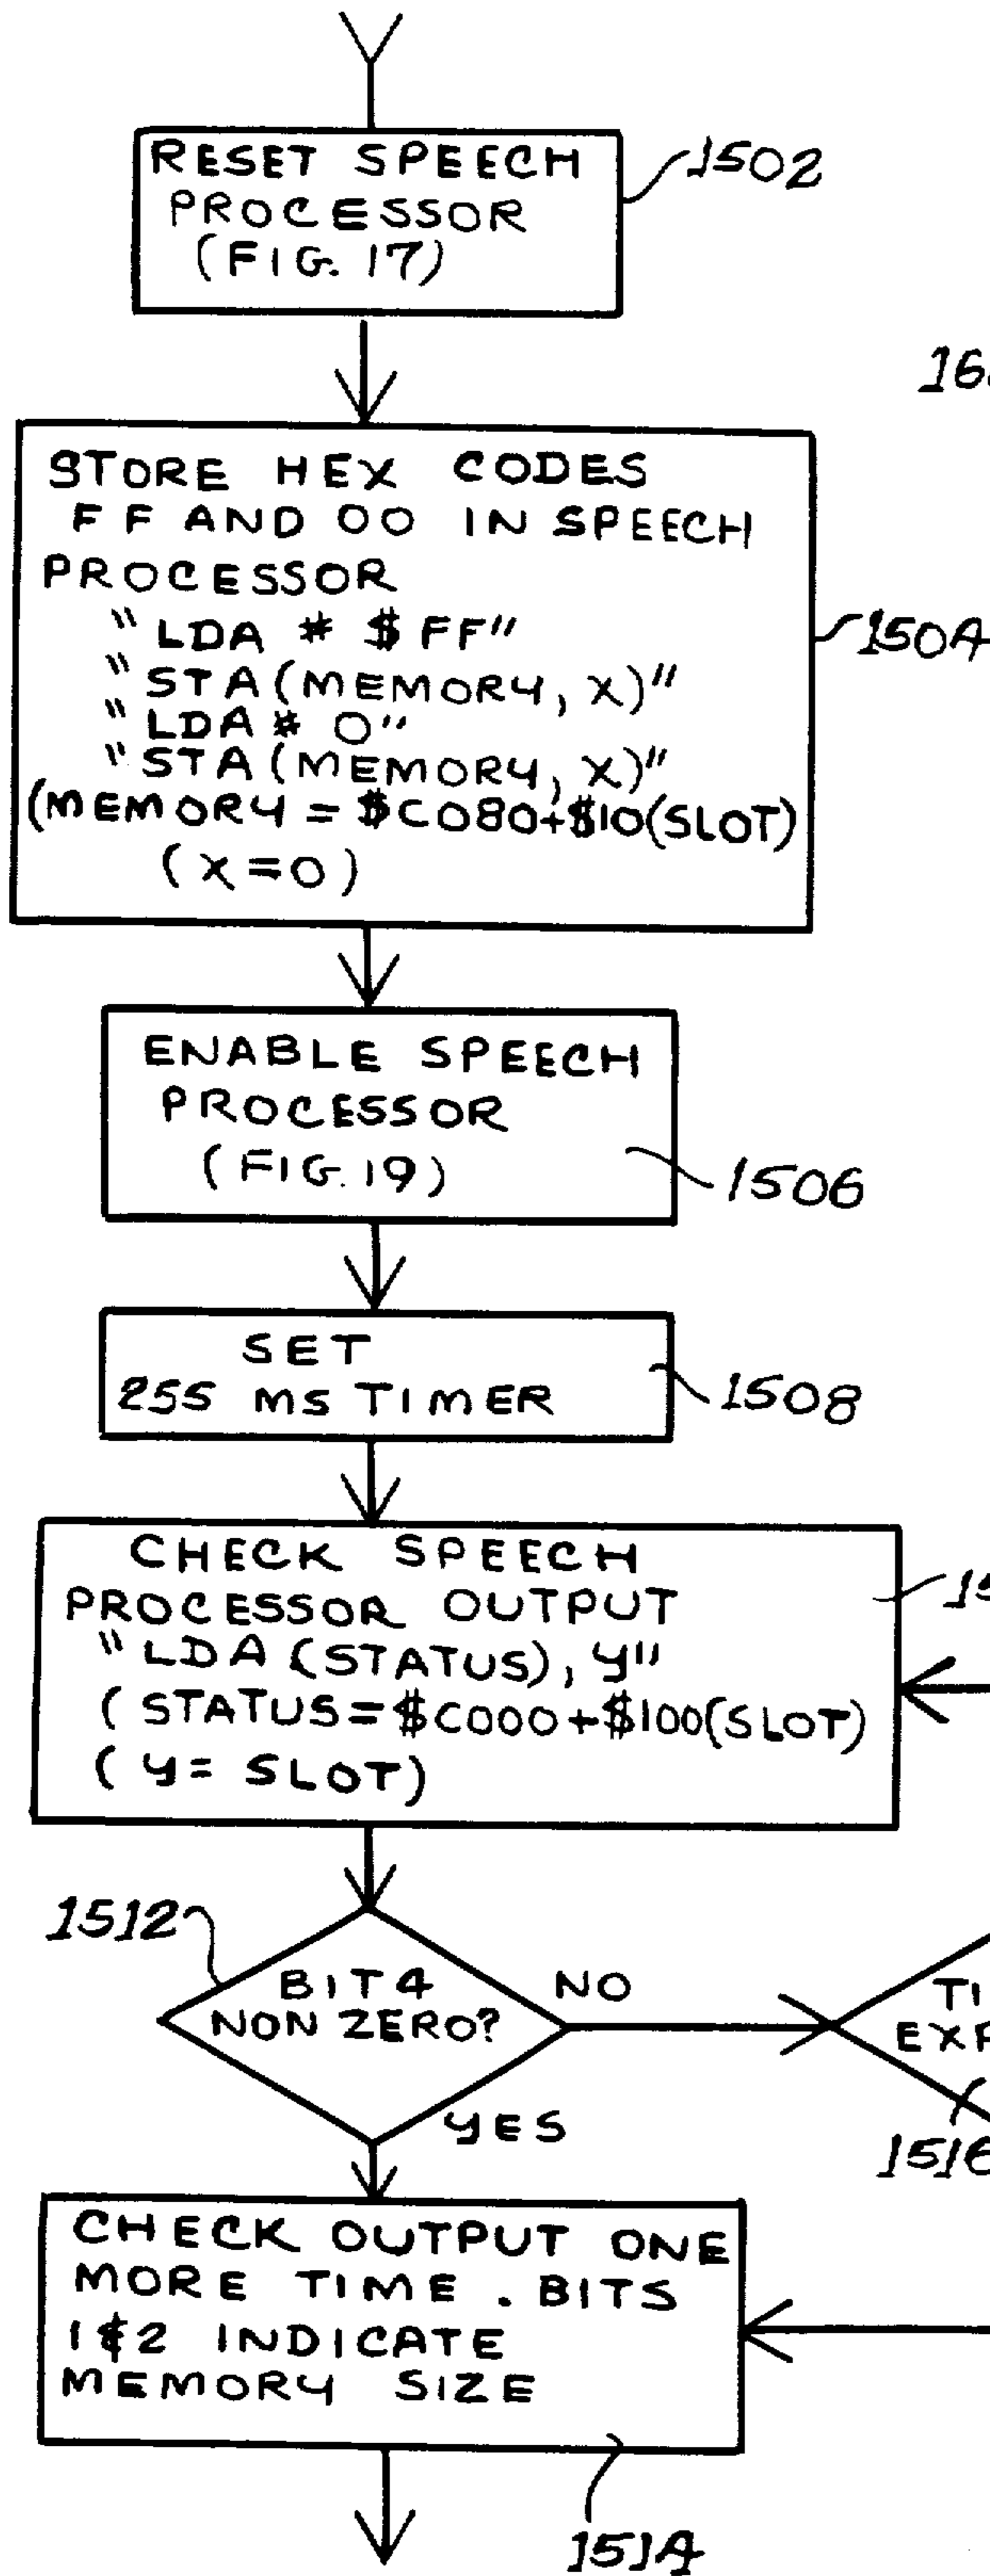 RESET SPEECH
PROCESSOR
(FIG. 17)
1502
STORE HEX CODES
FF AND 00 IN SPEECH
PROCESSOR
"LDA # $FF"
"STA (MEMORY, X)"
"LDA # 0"
"STA (MEMORY, X)"
(MEMORY = $C080+$10(SLOT)
(X=0)
1504
ENABLE SPEECH
PROCESSOR
(FIG. 19)
1506
SET
255 MS TIMER
1508
CHECK SPEECH
PROCESSOR OUTPUT
"LDA (STATUS), Y"
(STATUS=$C000+$100(SLOT)
(Y= SLOT)
1512
BIT 4
NON ZERO?
NO
YES
1516
CHECK OUTPUT ONE
MORE TIME. BITS
1&2 INDICATE
MEMORY SIZE
1514